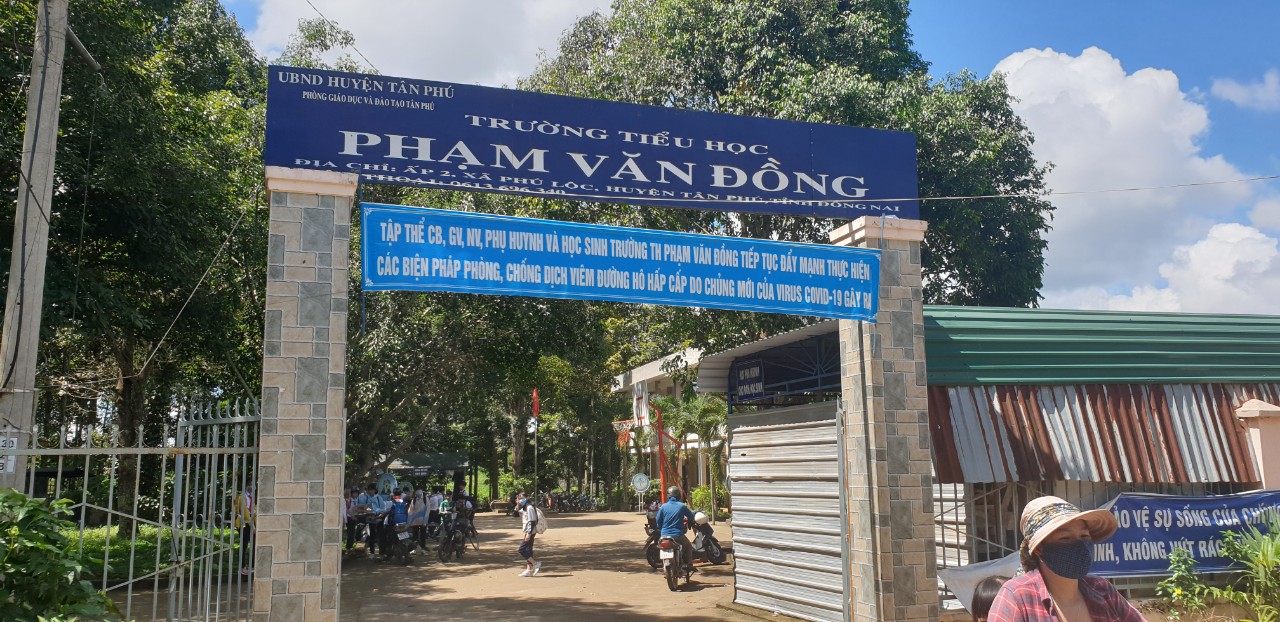 UBND HUYỆN TÂN PHÚ
PHÒNG GIÁO DỤC VÀ ĐÀO TẠO TÂN PHÚ
TRƯỜNG TIỂU HỌC
PHẠM VĂN ĐỒNG
ĐỊA CHỈ: ẤP 2, XÃ PHÚ LỘC, HUYỆN TÂN PHÚ, TỈNH ĐỒNG NAI
TẬP THỂ CB, GV, NV, PHỤ HUYNH VÀ HỌC SINH TRƯỜNG TH PHẠM VĂN ĐỒNG TIẾP TỤC ĐẨY MẠNH THỰC HIỆN
CÁC BIỆN PHÁP PHÒNG, CHỐNG DỊCH VIÊM ĐƯỜNG HÔ HẤP CẤP DO CHỦNG MỚI CỦA VIRUS COVID-19 GÂY RA
VỆ SỰ SỐNG CỦA
KHÔNG VỨT RÁC